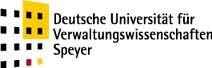 Deutsche Universität für
Verwaltungswissenschaften
Speyer